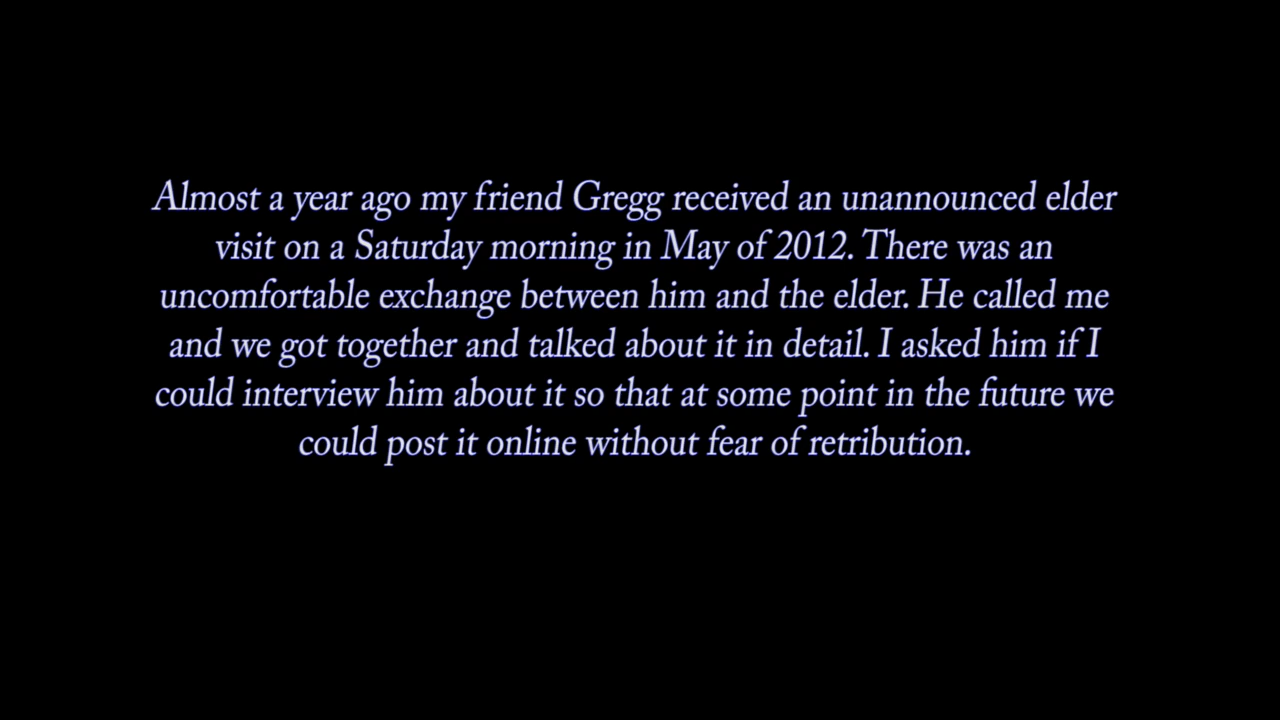 Almost a year ago my friend Gregg received an unannounced elder
visit on a Saturday morning in May of 2012. There was an
uncomfortable exchange between him and the elder. He called me
and we got together and talked about it in detail. I asked him if I
could interview him about it so that at some point in the future we
could post it online without fear of retribution.